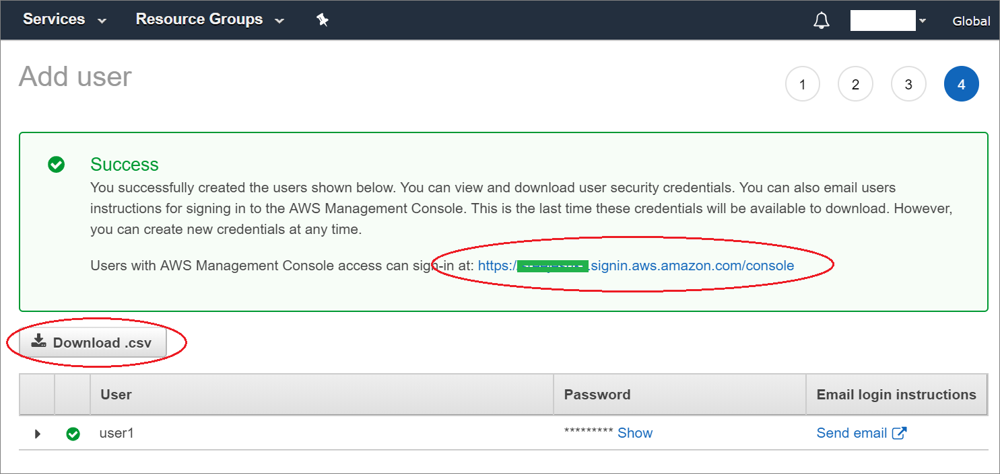 Services Resource Groups Global
Add user
1 2 3 4
Success
You successfully created the users shown below. You can view and download user security credentials. You can also email users
instructions for signing in to the AWS Management Console. This is the last time these credentials will be available to download. However,
you can create new credentials at any time.
Users with AWS Management Console access can sign-in at: https:/ .signin.aws.amazon.com/console
Download .csv
User Password Email login instructions
user1 ********* Show Send email